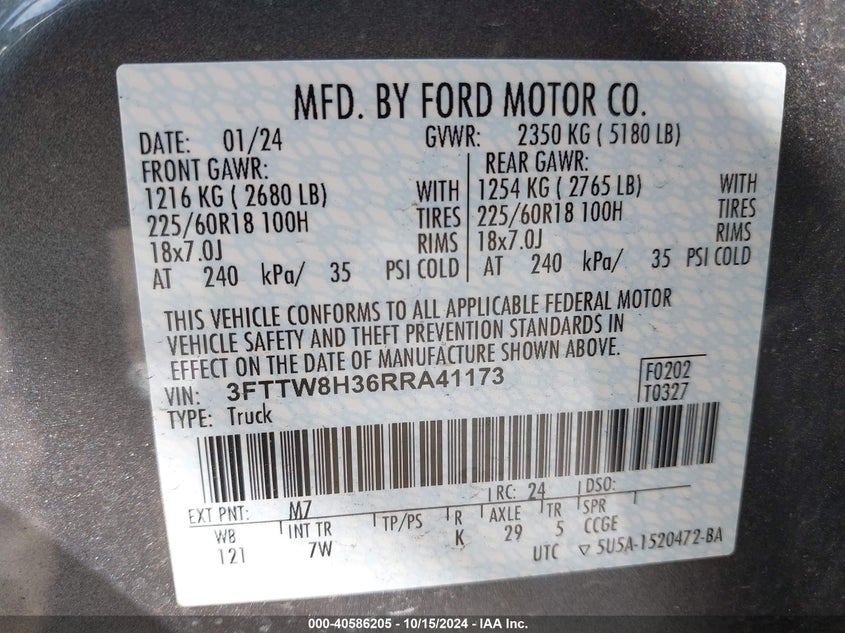 MFD. BY FORD MOTOR CO.
DATE: 01/24 GVWR: 2350 KG ( 5180 LB)
FRONT GAWR: REAR GAWR:
1216 KG ( 2680 LB) WITH 1254 KG ( 2765 LB) WITH
225/60R18 100H TIRES 225/60R18 100H TIRES
18x7.0J RIMS 18x7.0J RIMS
AT 240 kPa/ 35 PSI COLD AT 240 kPa/ 35 PSI COLD
THIS VEHICLE CONFORMS TO ALL APPLICABLE FEDERAL MOTOR
VEHICLE SAFETY AND THEFT PREVENTION STANDARDS IN
EFFECT ON THE DATE OF MANUFACTURE SHOWN ABOVE.
VIN: 3FTTW8H36RRA41173 F0202
TYPE: Truck T0327
EXT PNT: M7 RC: 24 DSO:
WB INT TR TP/PS R AXLE TR SPR
121 7W K 29 5 CCGE
UTC ▽ 5U5A-1520472-BA
000-40586205 - 10/15/2024 - IAA Inc.